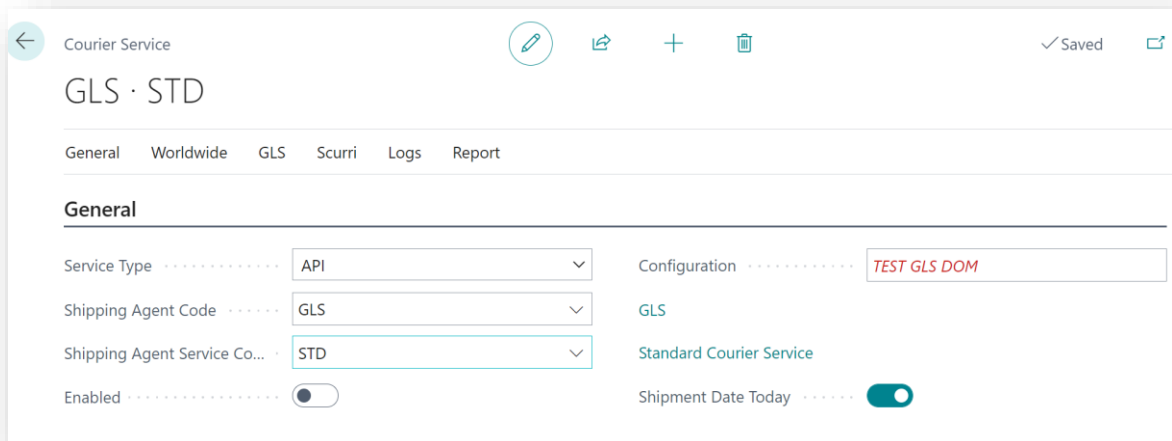 Courier Service
Saved
GLS · STD
General Worldwide GLS Scurri Logs Report
General
Service Type API
Configuration TEST GLS DOM
Shipping Agent Code GLS
GLS
Shipping Agent Service Co... STD
Standard Courier Service
Enabled
Shipment Date Today